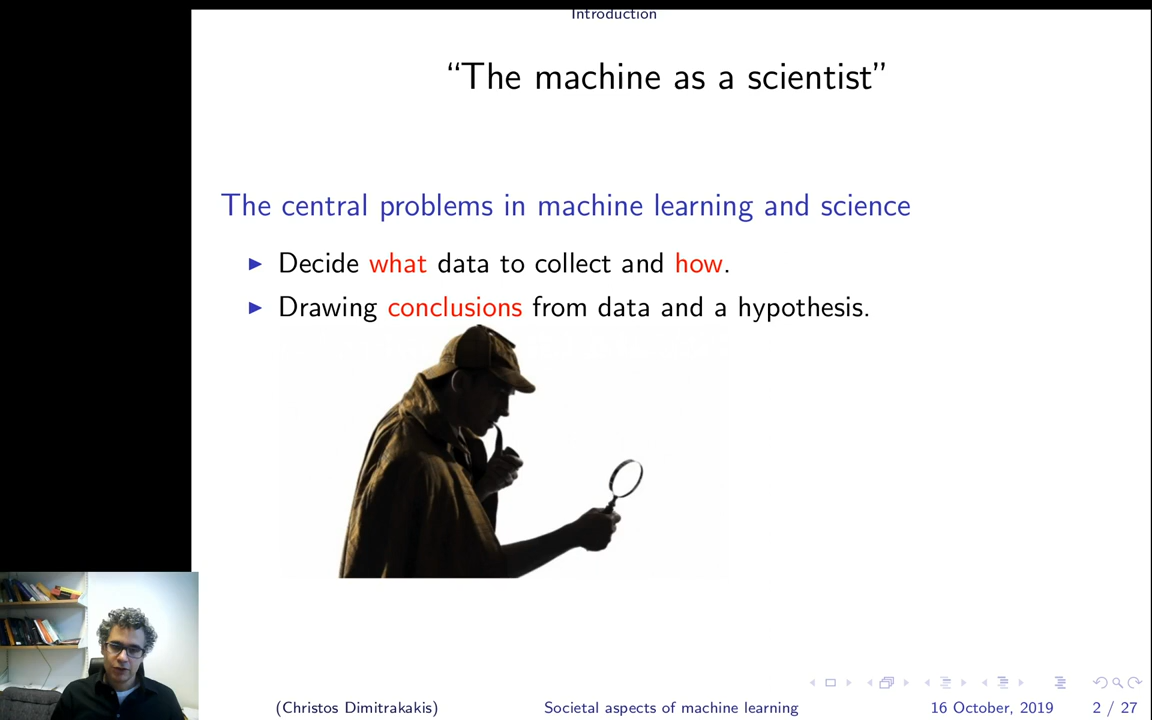 Introduction
“The machine as a scientist”
The central problems in machine learning and science
▶ Decide what data to collect and how.
▶ Drawing conclusions from data and a hypothesis.
(Christos Dimitrakakis) Societal aspects of machine learning 16 October, 2019 2 / 27